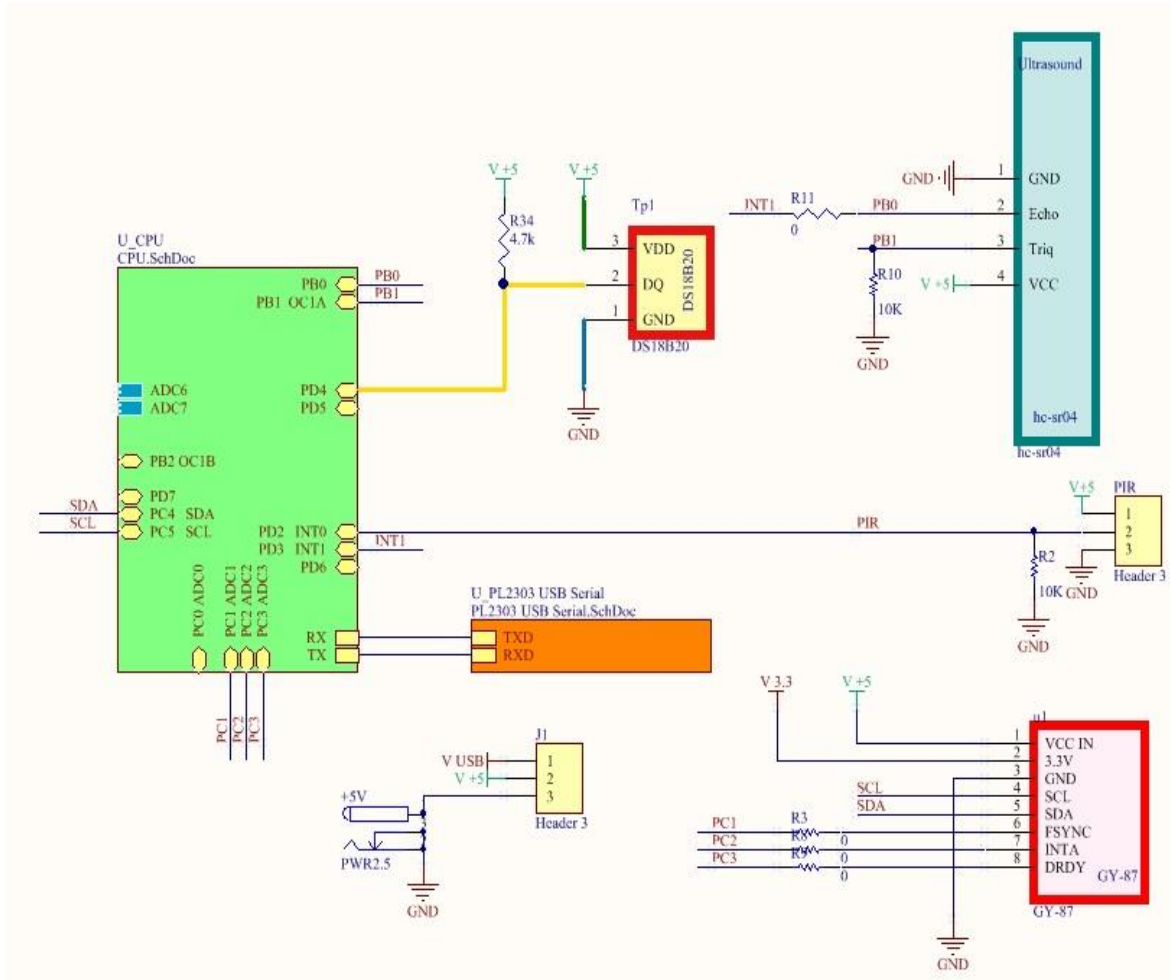 Ultrasound
GND
1
GND
INT1
R11
0
PB0
2
Echo
PB1
3
Triq
R10
10K
V +5
4
VCC
GND
hc-sr04
hc-sr04
V +5
V +5
R34
4.7k
Tp1
3
VDD
2
DQ
1
GND
DS18B20
DS18B20
GND
U_CPU
CPU.SchDoc
PB0
PB0
PB1 OC1A
PB1
ADC6
ADC7
PD4
PD5
PB2 OC1B
PD7
SDA
PC4 SDA
SCL
PC5 SCL
PD2 INT0
PD3 INT1
INT1
PD6
PC0 ADC0
PC1 ADC1
PC2 ADC2
PC3 ADC3
RX
TX
PC1
PC2
PC3
PIR
V+5
PIR
1
2
3
Header 3
GND
R2
10K
GND
U_PL2303 USB Serial
PL2303 USB Serial.SchDoc
TXD
RXD
J1
V USB
1
V +5
2
3
Header 3
+5V
PWR2.5
GND
V 3.3
V +5
u1
1
VCC IN
2
3.3V
3
GND
SCL
4
SCL
SDA
5
SDA
PC1
R3
0
6
FSYNC
PC2
R8
0
7
INTA
PC3
R9
0
8
DRDY
GY-87
GY-87
GND